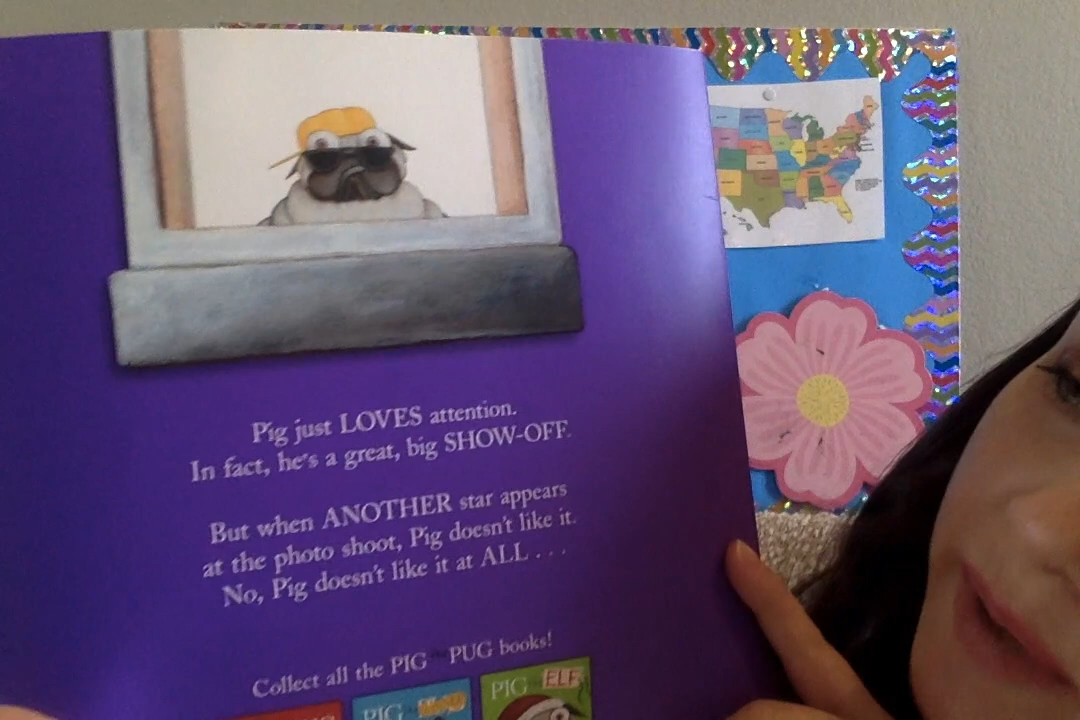 Pig just LOVES attention.
In fact, he's a great, big SHOW-OFF.
But when ANOTHER star appears
at the photo shoot, Pig doesn't like it.
No, Pig doesn't like it at ALL . . .
Collect all the PIG the PUG books!
PIG
PIG ELF